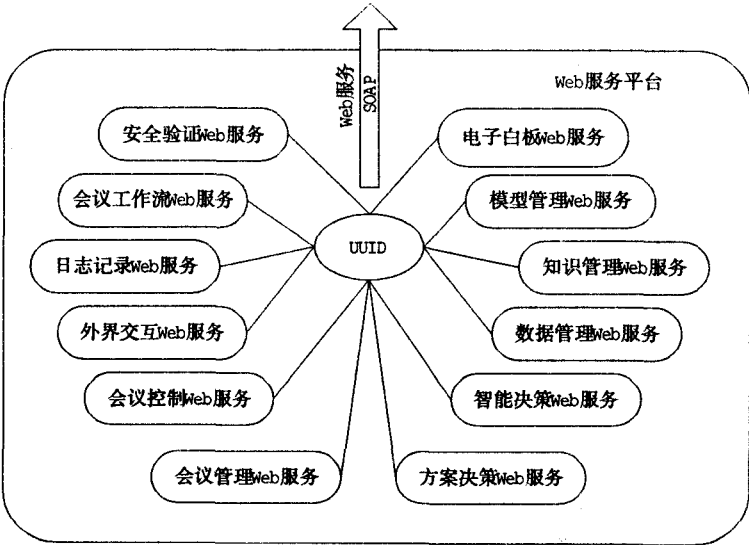 Web服务
SOAP
Web服务平台
安全验证Web服务
电子白板Web服务
会议工作流Web服务
模型管理Web服务
UUID
日志记录Web服务
知识管理Web服务
外界交互Web服务
数据管理Web服务
会议控制Web服务
智能决策Web服务
会议管理Web服务
方案决策Web服务